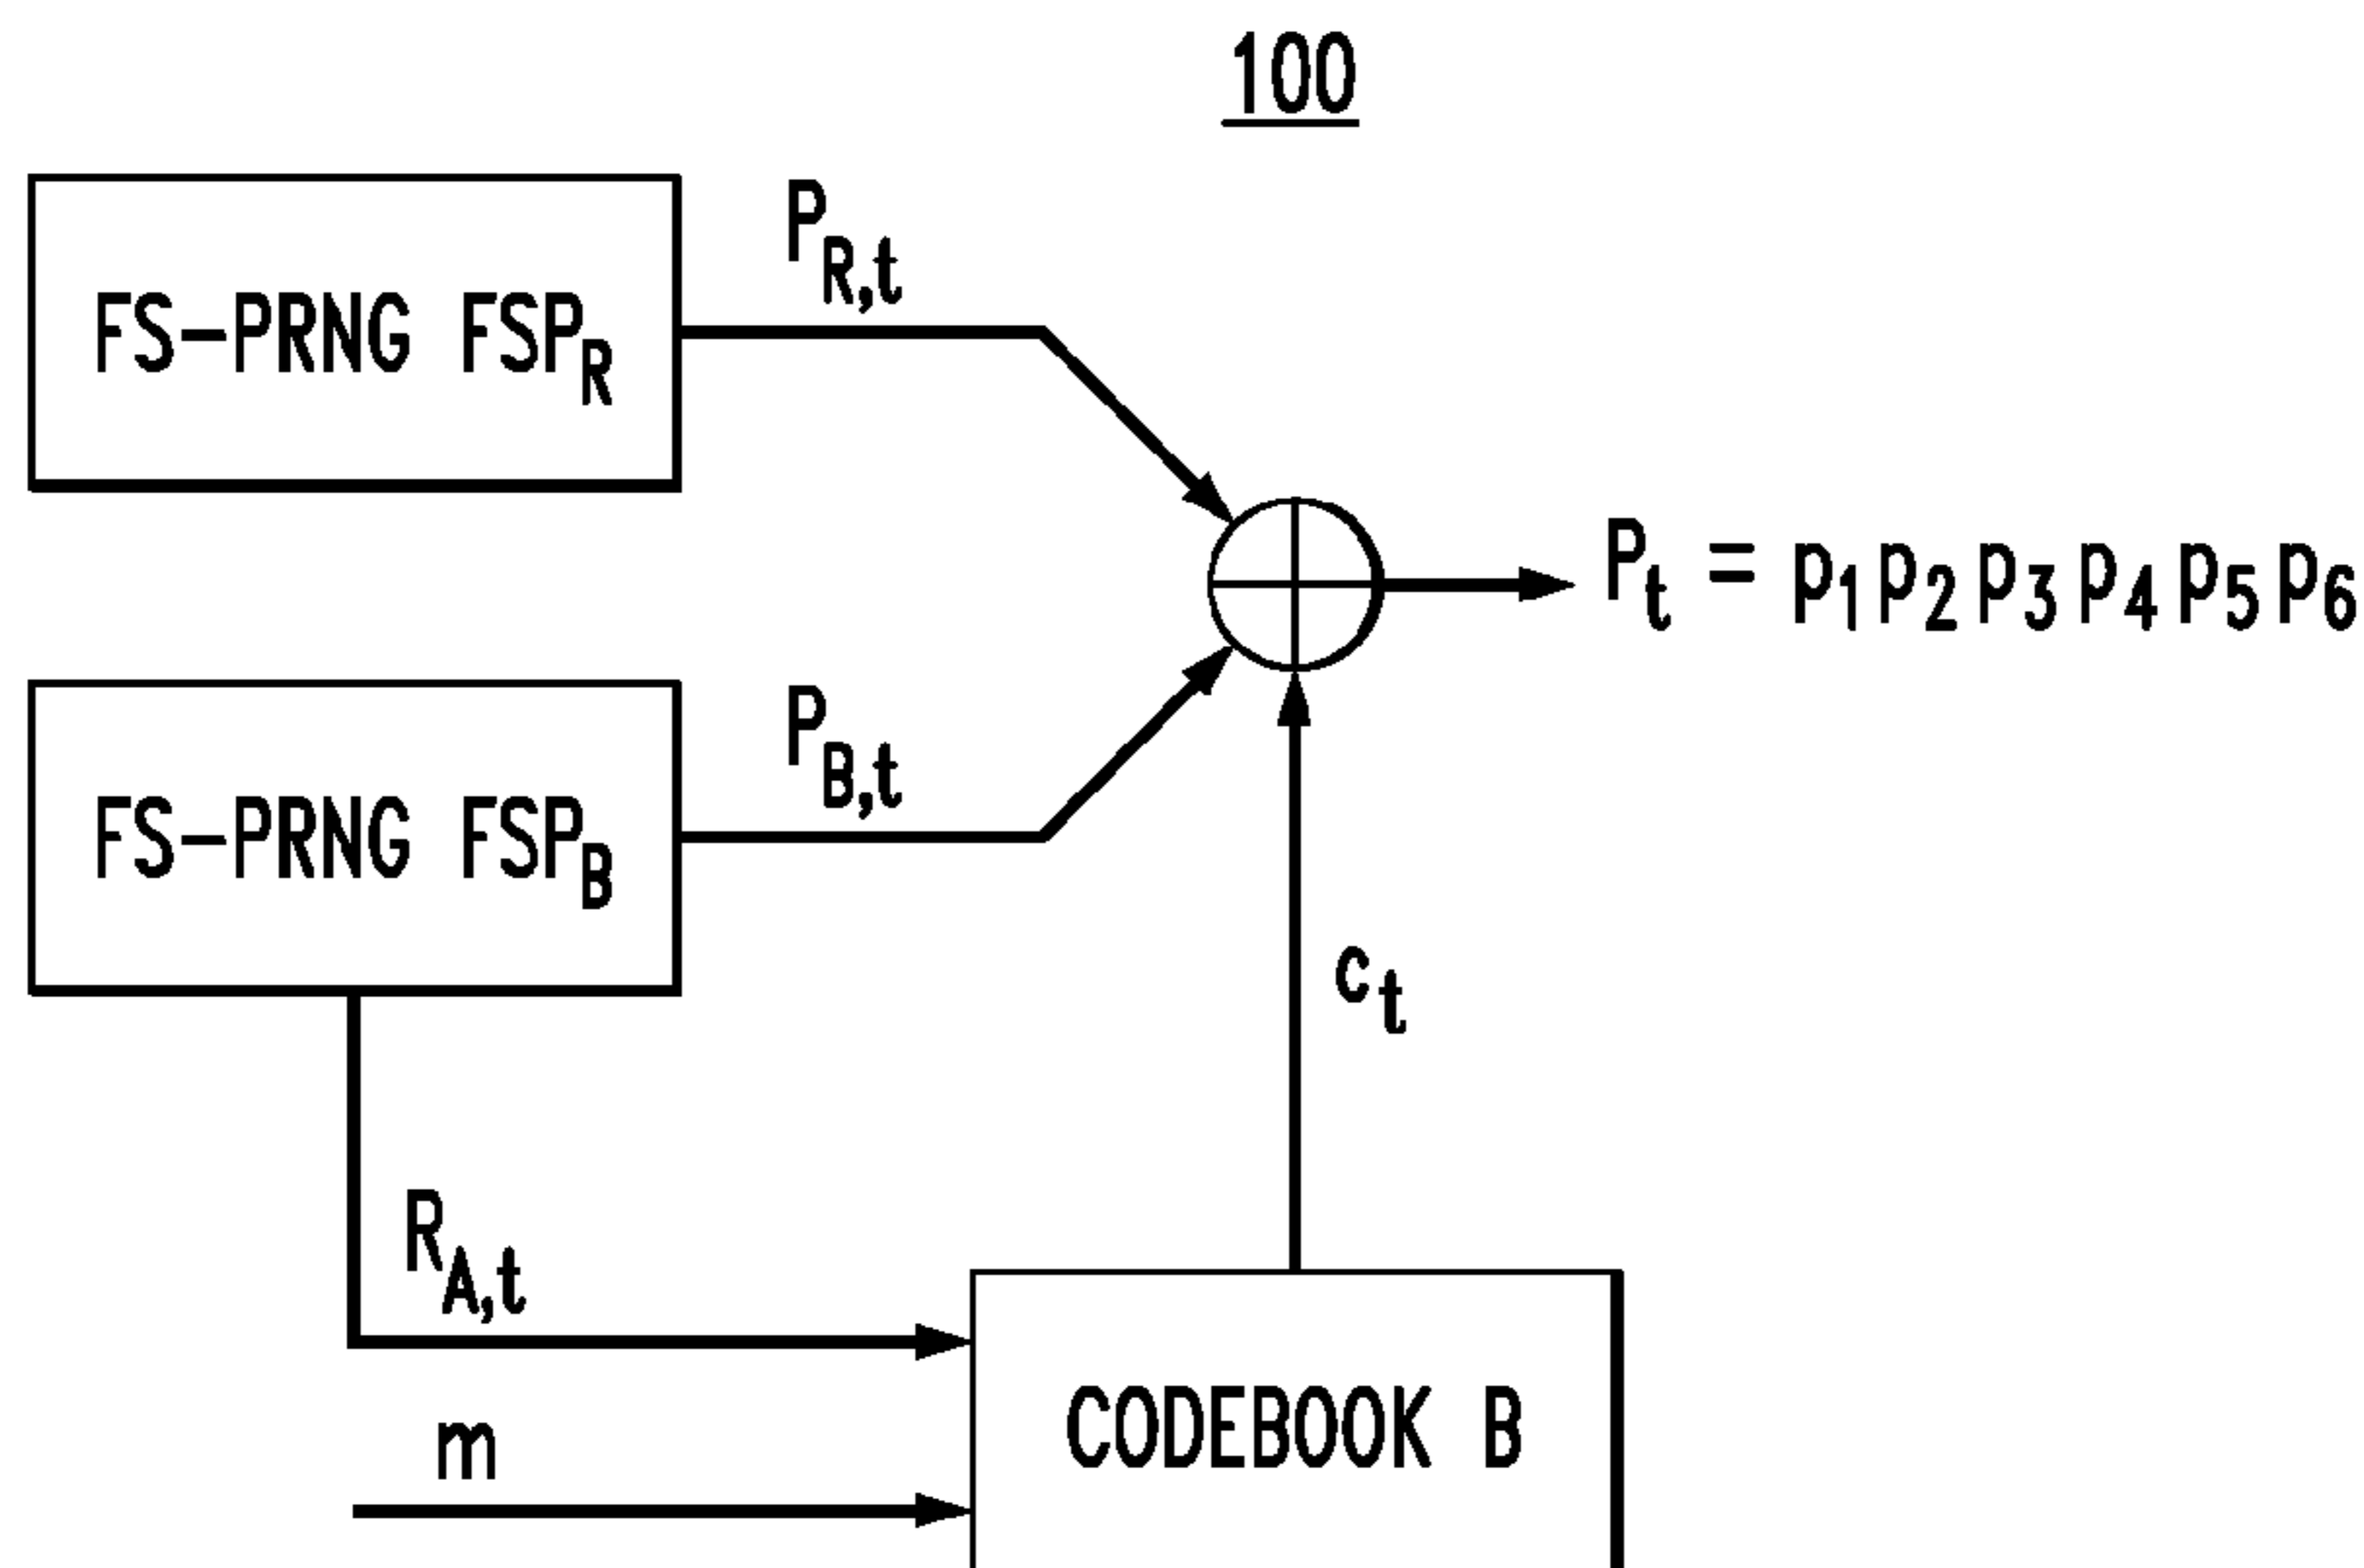 100
P_R,t
FS-PRNG FSP_R
P_t = p_1 p_2 p_3 p_4 p_5 p_6
P_B,t
FS-PRNG FSP_B
c_t
R_A,t
CODEBOOK B
m